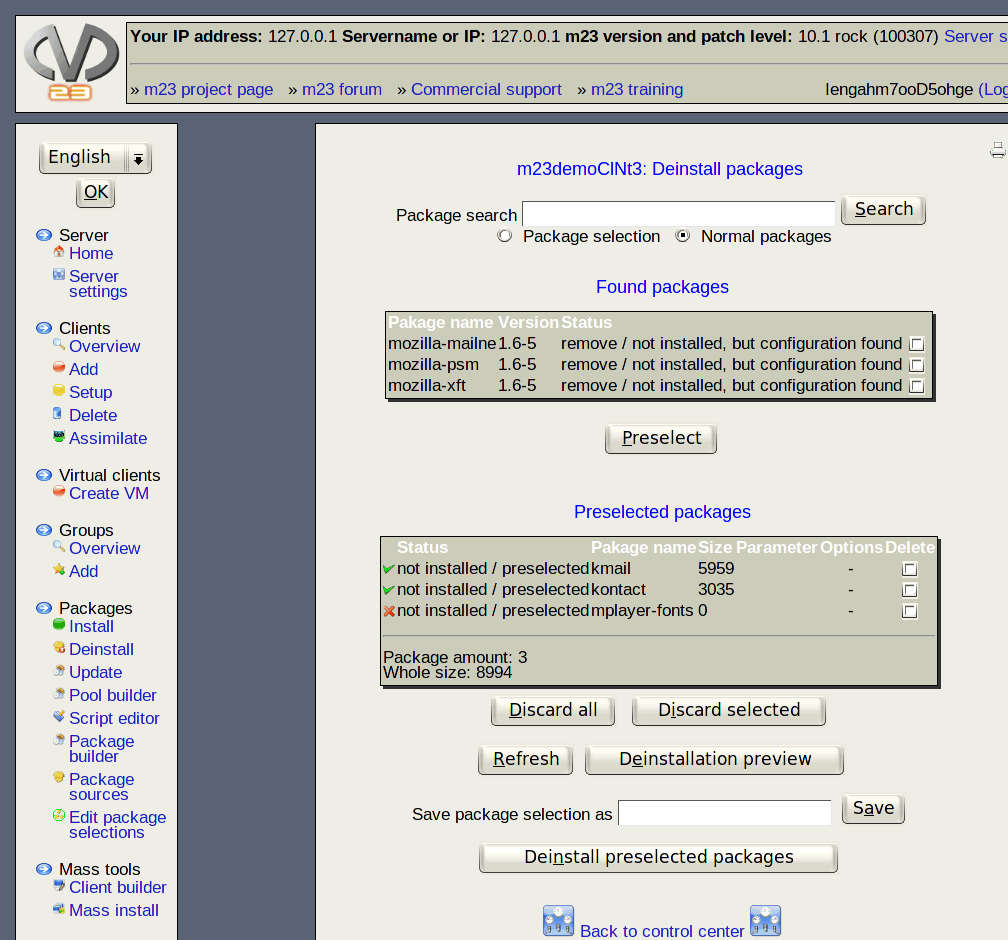 Your IP address: 127.0.0.1 Servername or IP: 127.0.0.1 m23 version and patch level: 10.1 rock (100307) Server s
23
» m23 project page » m23 forum » Commercial support » m23 training Iengahm7ooD5ohge (Log
English
OK
m23demoClNt3: Deinstall packages
Package search Search
Package selection Normal packages
Server
Home
Server
settings
Clients
Overview
Add
Setup
Delete
Assimilate
Virtual clients
Create VM
Groups
Overview
Add
Packages
Install
Deinstall
Update
Pool builder
Script editor
Package
builder
Package
sources
Edit package
selections
Mass tools
Client builder
Mass install
Found packages
Pakage name Version Status
mozilla-mailne 1.6-5 remove / not installed, but configuration found
mozilla-psm 1.6-5 remove / not installed, but configuration found
mozilla-xft 1.6-5 remove / not installed, but configuration found
Preselect
Preselected packages
Status Pakage name Size Parameter Options Delete
not installed / preselected kmail 5959 -
not installed / preselected kontact 3035 -
not installed / preselected mplayer-fonts 0 -
Package amount: 3
Whole size: 8994
Discard all Discard selected
Refresh Deinstallation preview
Save package selection as Save
Deinstall preselected packages
Back to control center